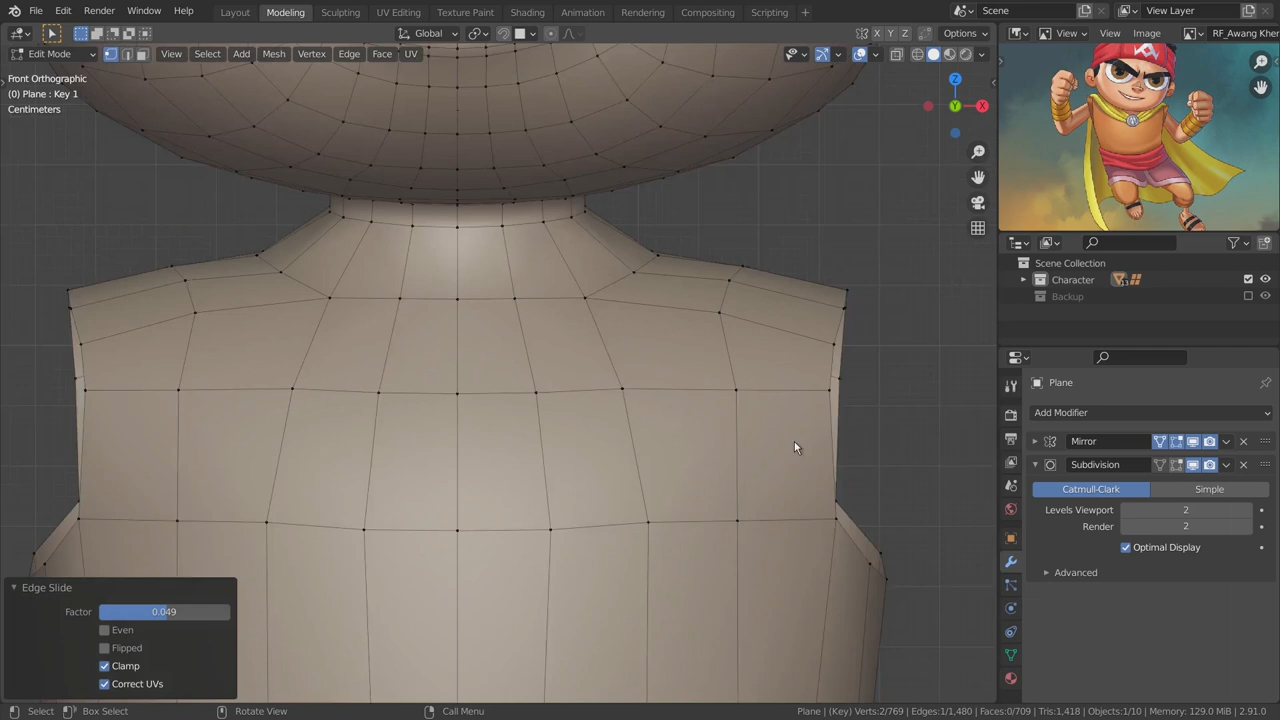 File Edit Render Window Help Layout Modeling Sculpting UV Editing Texture Paint Shading Animation Rendering Compositing Scripting + Scene View Layer
Global X Y Z Options View Image RF_Awang Kher
Edit Mode View Select Add Mesh Vertex Edge Face UV
Front Orthographic
(0) Plane : Key 1
Centimeters
Z
Y X
Scene Collection
Character 13
Backup
Plane
Add Modifier
Mirror
Subdivision
Catmull-Clark Simple
Levels Viewport 2
Render 2
Optimal Display
Advanced
Edge Slide
Factor 0.049
Even
Flipped
Clamp
Correct UVs
Select Box Select Rotate View Call Menu Plane | (Key) Verts:2/769 | Edges:1/1,480 | Faces:0/709 | Tris:1,418 | Objects:1/10 | Memory: 129.0 MiB | 2.91.0